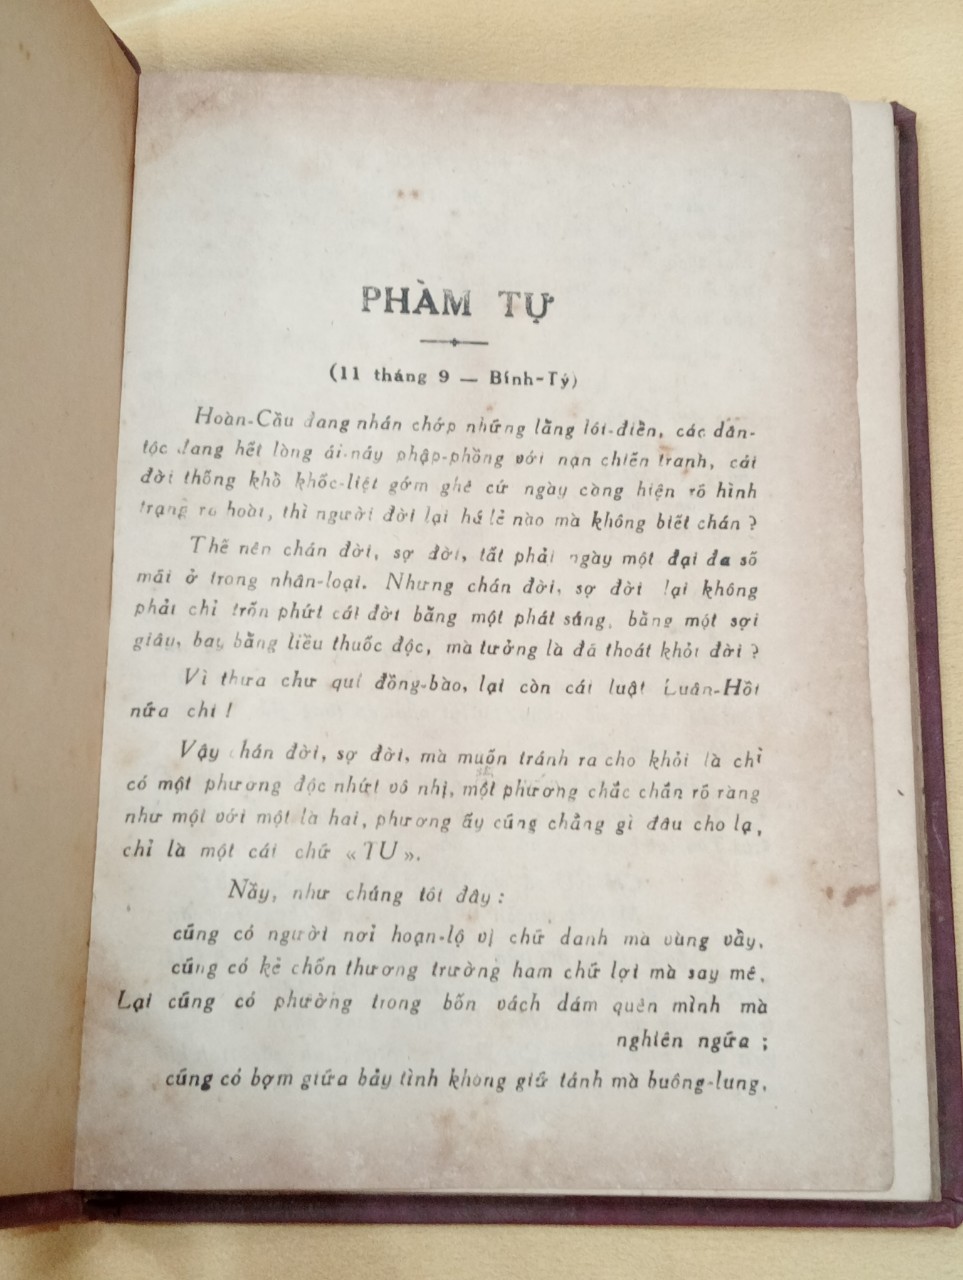 PHÀM TỰ
(11 tháng 9 — Bính-Tý)
Hoàn-Cầu đang nhán chớp những lằng lói-điển, các dân-
tộc đang hết lòng ái-náy phập-phồng với nạn chiến tranh, cái
đời thống khổ khốc-liệt gớm ghê cứ ngày càng hiện rõ hình
trạng ra hoài, thì người đời lại há lẻ nào mà không biết chán ?
Thế nên chán đời, sợ đời, tất phải ngày một đại đa số
mãi ở trong nhân-loại. Nhưng chán đời, sợ đời lại không
phải chỉ trốn phứt cái đời bằng một phát súng, bằng một sợi
giây, hay bằng liều thuốc độc, mà tưởng là đã thoát khỏi đời ?
Vì thưa chư quí đồng-bào, lại còn cái luật Luân-Hồi
nữa chi !
Vậy chán đời, sợ đời, mà muốn tránh ra cho khỏi là chỉ
có một phương độc nhứt vô nhị, một phương chắc chắn rõ ràng
như một với một là hai, phương ấy cũng chẳng gì đâu cho lạ,
chỉ là một cái chữ «TU».
Nầy, như chúng tôi đây :
cũng có người nơi hoạn-lộ vị chữ danh mà vùng vẫy,
cũng có kẻ chốn thương trường ham chữ lợi mà say mê.
Lại cũng có phường trong bốn vách dám quên mình mà
nghiên ngửa ;
cũng có bợm giữa bảy tình không giữ tánh mà buông-lung,